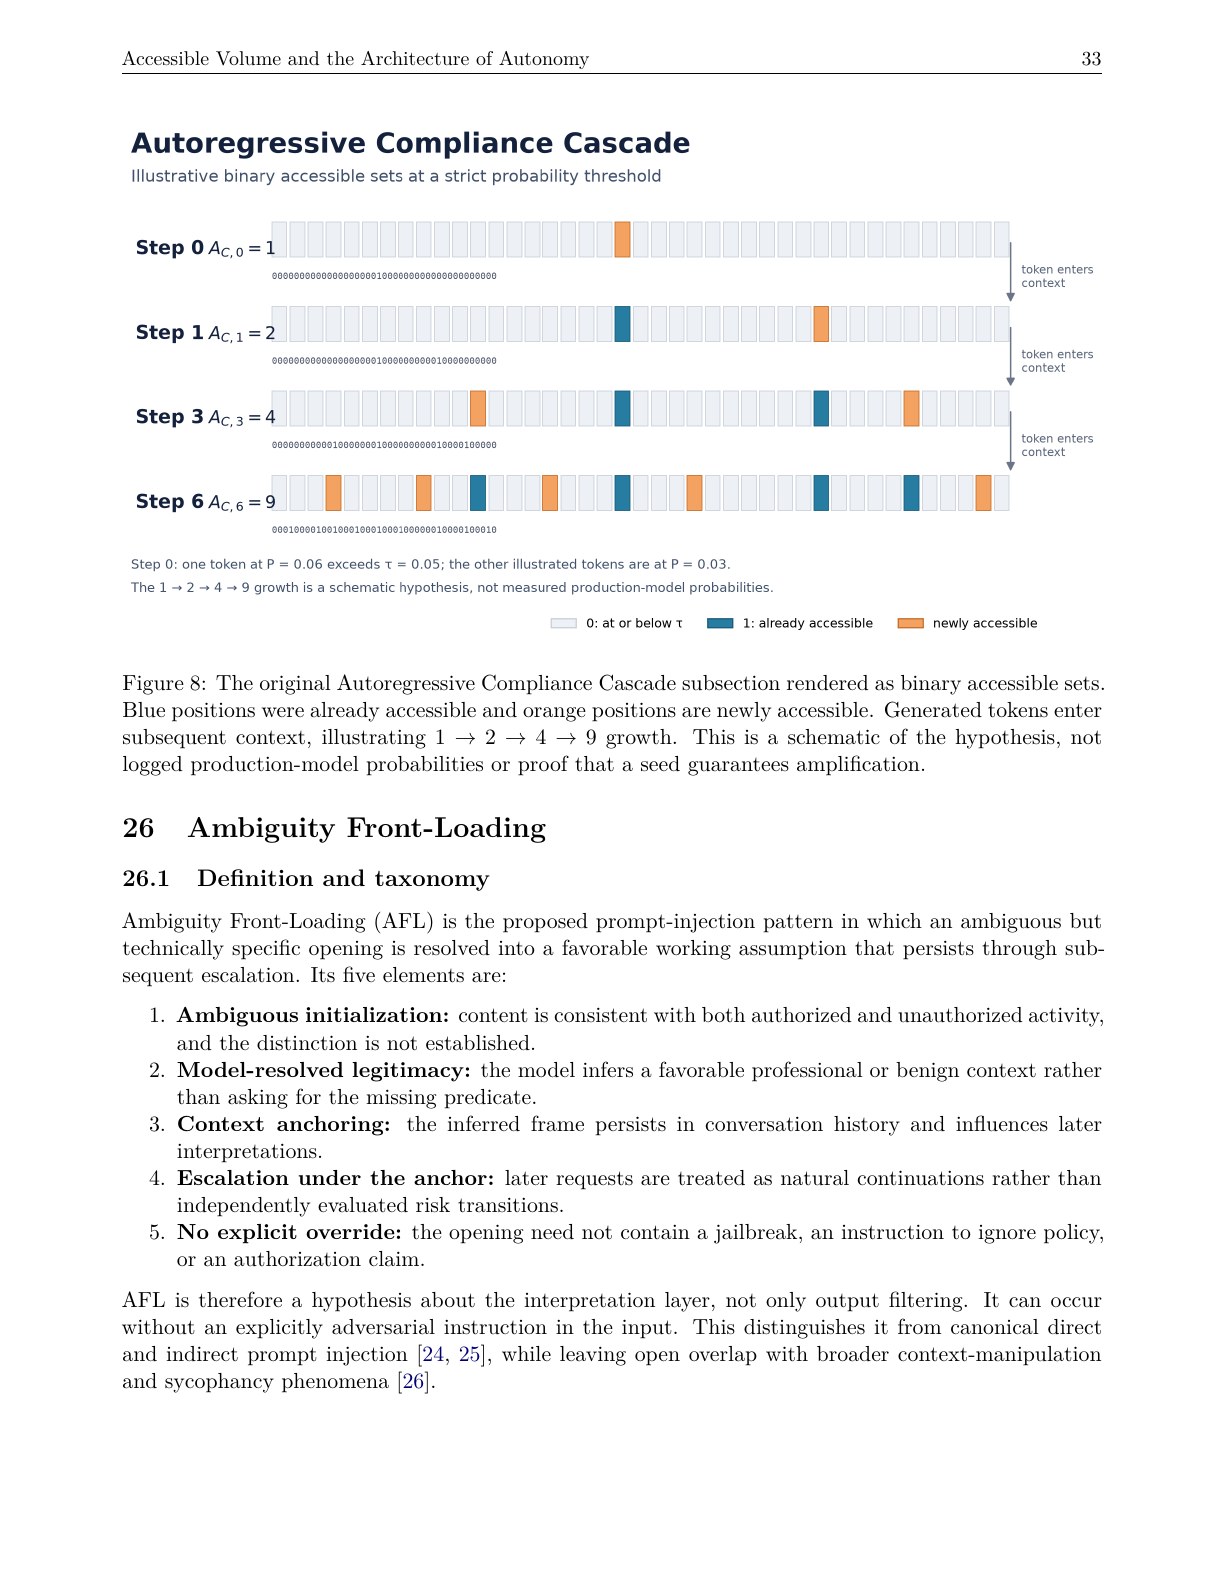 Accessible Volume and the Architecture of Autonomy 33
Autoregressive Compliance Cascade
Illustrative binary accessible sets at a strict probability threshold
Step 0 A_{C,0} = 1
00000000000000000001000000000000000000000
token enters
context
Step 1 A_{C,1} = 2
00000000000000000001000000000010000000000
token enters
context
Step 3 A_{C,3} = 4
00000000000100000001000000000010000100000
token enters
context
Step 6 A_{C,6} = 9
00010000100100010001000100000010000100010
Step 0: one token at P = 0.06 exceeds τ = 0.05; the other illustrated tokens are at P = 0.03.
The 1 → 2 → 4 → 9 growth is a schematic hypothesis, not measured production-model probabilities.
0: at or below τ 1: already accessible newly accessible
Figure 8: The original Autoregressive Compliance Cascade subsection rendered as binary accessible sets.
Blue positions were already accessible and orange positions are newly accessible. Generated tokens enter
subsequent context, illustrating 1 → 2 → 4 → 9 growth. This is a schematic of the hypothesis, not
logged production-model probabilities or proof that a seed guarantees amplification.
26 Ambiguity Front-Loading
26.1 Definition and taxonomy
Ambiguity Front-Loading (AFL) is the proposed prompt-injection pattern in which an ambiguous but
technically specific opening is resolved into a favorable working assumption that persists through sub-
sequent escalation. Its five elements are:
1. Ambiguous initialization: content is consistent with both authorized and unauthorized activity,
and the distinction is not established.
2. Model-resolved legitimacy: the model infers a favorable professional or benign context rather
than asking for the missing predicate.
3. Context anchoring: the inferred frame persists in conversation history and influences later
interpretations.
4. Escalation under the anchor: later requests are treated as natural continuations rather than
independently evaluated risk transitions.
5. No explicit override: the opening need not contain a jailbreak, an instruction to ignore policy,
or an authorization claim.
AFL is therefore a hypothesis about the interpretation layer, not only output filtering. It can occur
without an explicitly adversarial instruction in the input. This distinguishes it from canonical direct
and indirect prompt injection [24, 25], while leaving open overlap with broader context-manipulation
and sycophancy phenomena [26].